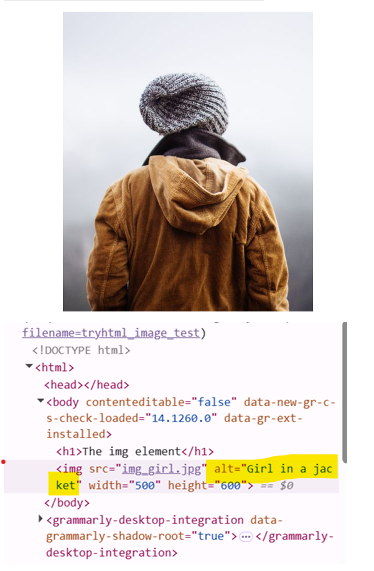 filename=tryhtml_image_test)
<!DOCTYPE html>
<html>
<head></head>
<body contenteditable="false" data-new-gr-c-
s-check-loaded="14.1260.0" data-gr-ext-
installed>
<h1>The img element</h1>
<img src="img_girl.jpg" alt="Girl in a jac
ket" width="500" height="600"> == $0
</body>
<grammarly-desktop-integration data-
grammarly-shadow-root="true">…</grammarly-
desktop-integration>